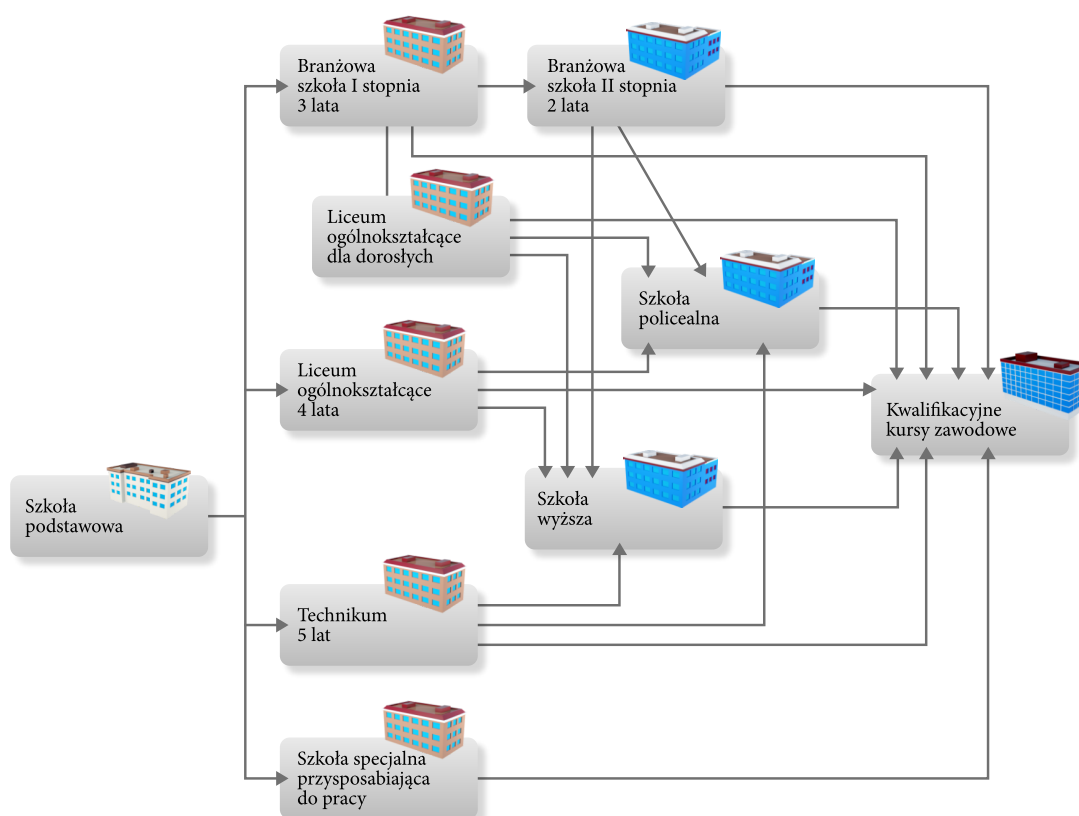 Branżowa
szkoła I stopnia
3 lata
Branżowa
szkoła II stopnia
2 lata
Liceum
ogólnokształcące
dla dorosłych
Szkoła
policealna
Liceum
ogólnokształcące
4 lata
Kwalifikacyjne
kursy zawodowe
Szkoła
podstawowa
Szkoła
wyższa
Technikum
5 lat
Szkoła specjalna
przysposabiająca
do pracy